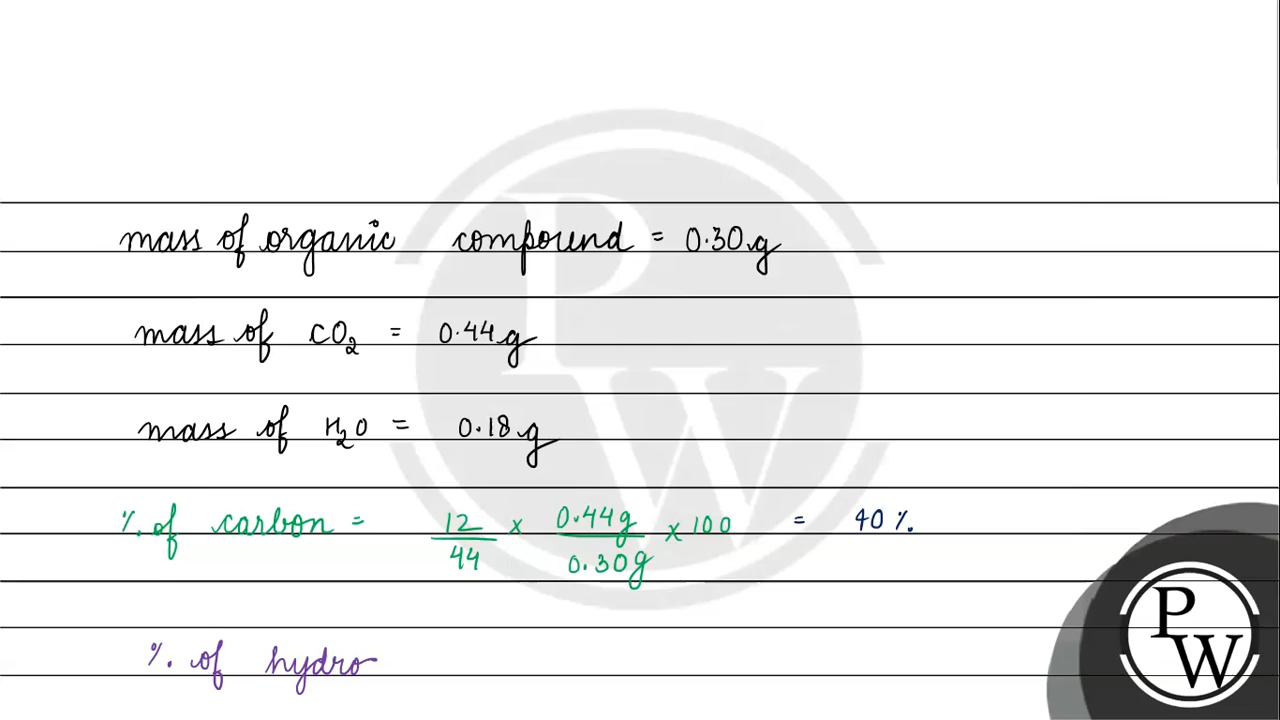 mass of organic compound = 0.30 g
mass of CO₂ = 0.44 g
mass of H₂O = 0.18 g
% of carbon = 12/44 × 0.44g/0.30g × 100 = 40 %.
% of hydro
P
W
P
W